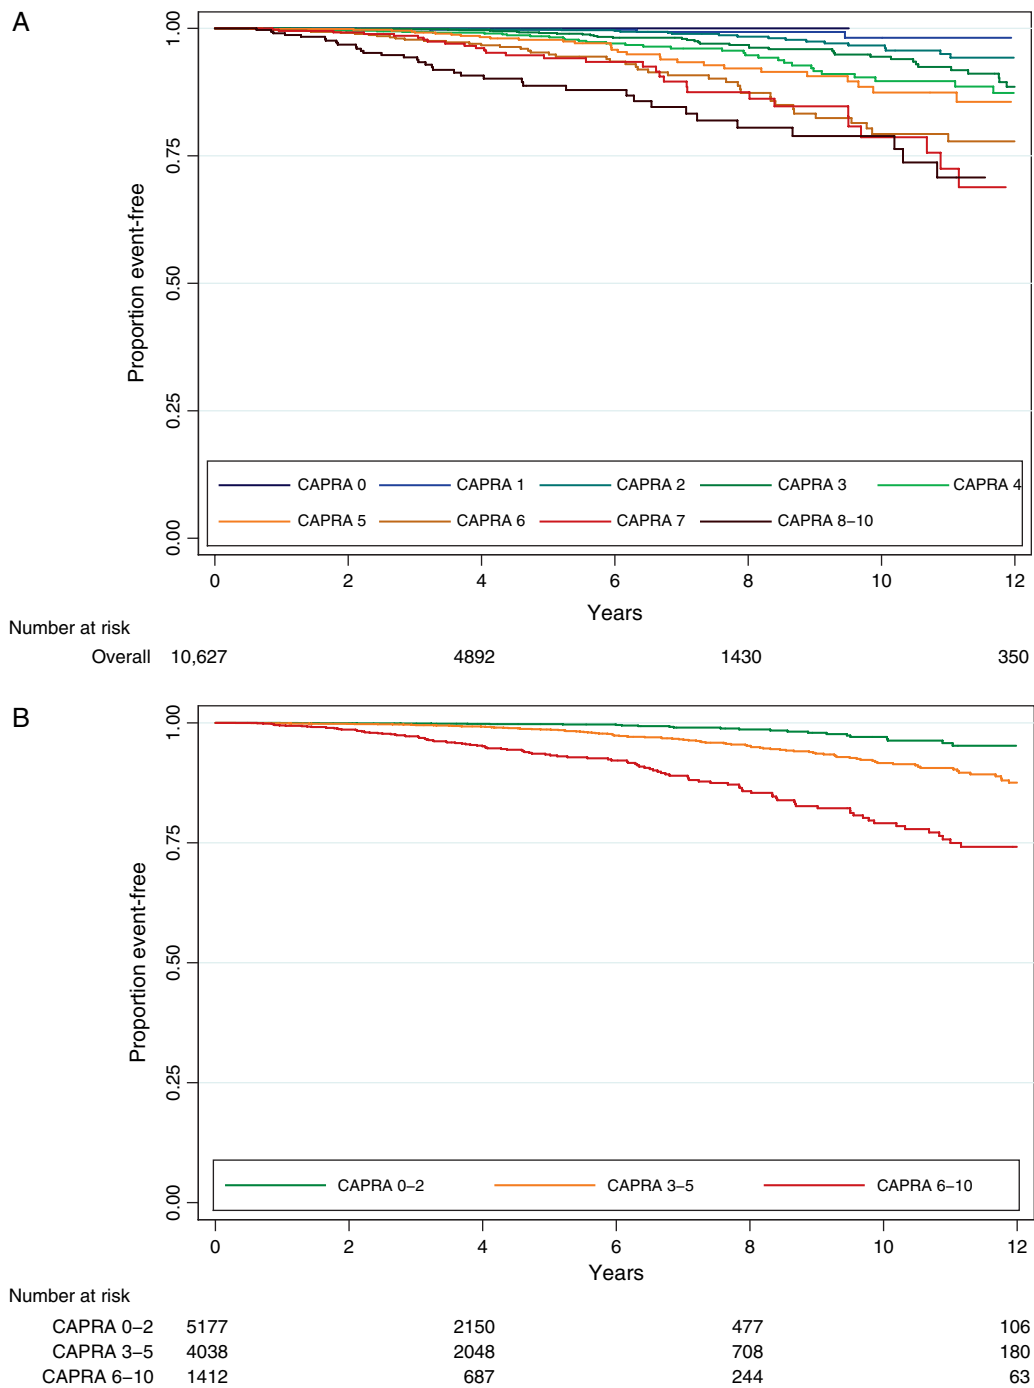 A
1.00
0.75
0.50
0.25
0.00
Proportion event-free
CAPRA 0 CAPRA 1 CAPRA 2 CAPRA 3 CAPRA 4
CAPRA 5 CAPRA 6 CAPRA 7 CAPRA 8–10
0 2 4 6 8 10 12
Years
Number at risk
Overall 10,627 4892 1430 350
B
1.00
0.75
0.50
0.25
0.00
Proportion event-free
CAPRA 0–2 CAPRA 3–5 CAPRA 6–10
0 2 4 6 8 10 12
Years
Number at risk
CAPRA 0–2 5177 2150 477 106
CAPRA 3–5 4038 2048 708 180
CAPRA 6–10 1412 687 244 63